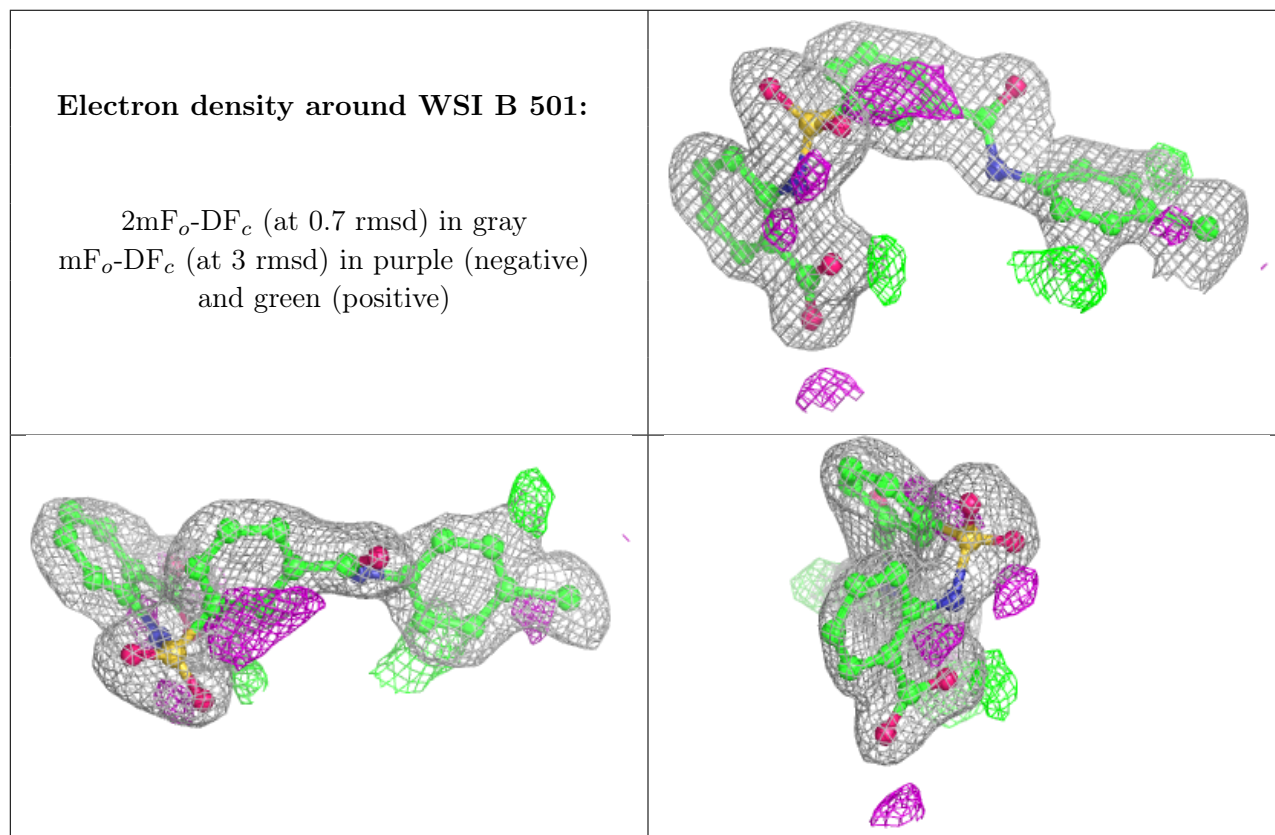 Electron density around WSI B 501:
2mFo-DFc (at 0.7 rmsd) in gray
mFo-DFc (at 3 rmsd) in purple (negative)
and green (positive)